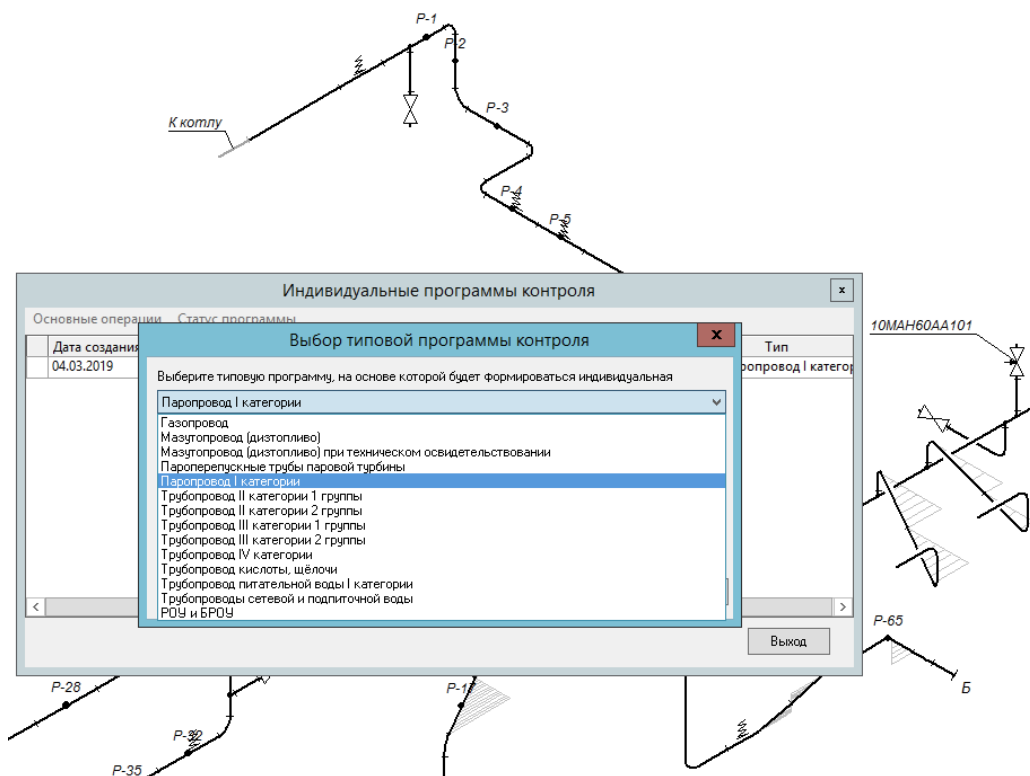 Р-1
Р-2
Р-3
К котлу
Р-4
Р-5
Индивидуальные программы контроля
x
Основные операции Статус программы
10MAH60AA101
Выбор типовой программы контроля
x
Дата создания
Тип
04.03.2019
Выберите типовую программу, на основе которой будет формироваться индивидуальная
Паропровод I категории
Газопровод
Мазутопровод (дизтопливо)
Мазутопровод (дизтопливо) при техническом освидетельствовании
Пароперепускные трубы паровой турбины
Паропровод I категории
Трубопровод II категории 1 группы
Трубопровод II категории 2 группы
Трубопровод III категории 1 группы
Трубопровод III категории 2 группы
Трубопровод IV категории
Трубопровод кислоты, щёлочи
Трубопровод питательной воды I категории
Трубопроводы сетевой и подпиточной воды
РОУ и БРОУ
Выход
Р-65
Б
Р-28
Р-32
Р-35